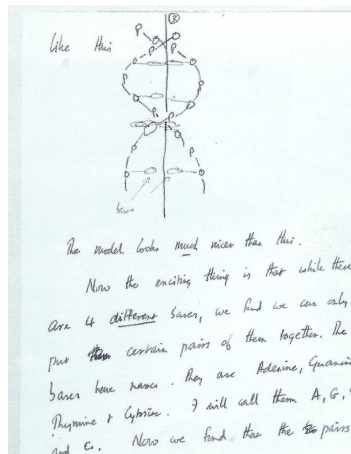 Like this
bases
The model looks much nicer than this.
Now the exciting thing is that while there
are 4 different bases, we find we can only
put certain pairs of them together. The
bases have names. They are Adenine, Guanine
Thymine & Cytosine. I will call them A, G,
and C. Now we find that the pairs